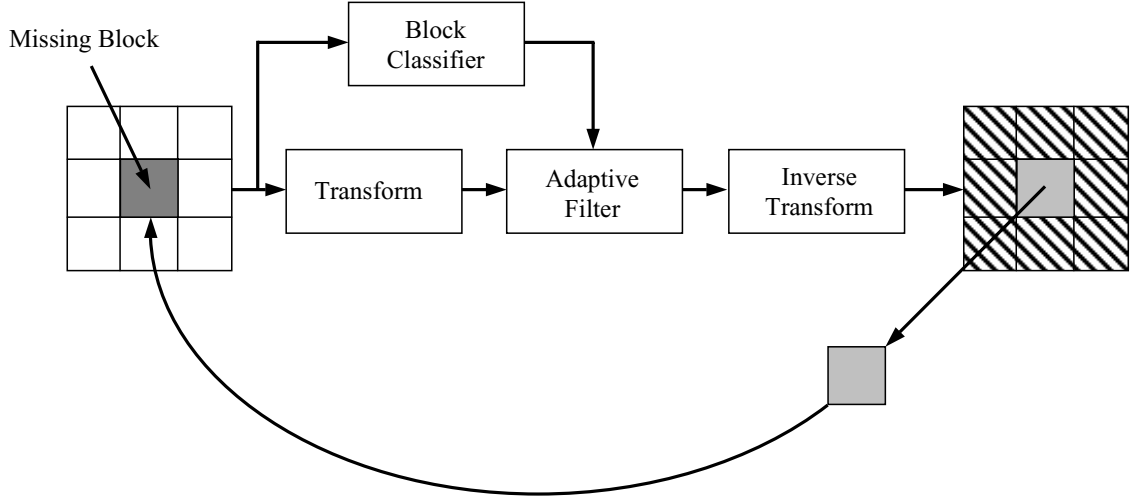 Missing Block
Block
Classifier
Transform
Adaptive
Filter
Inverse
Transform